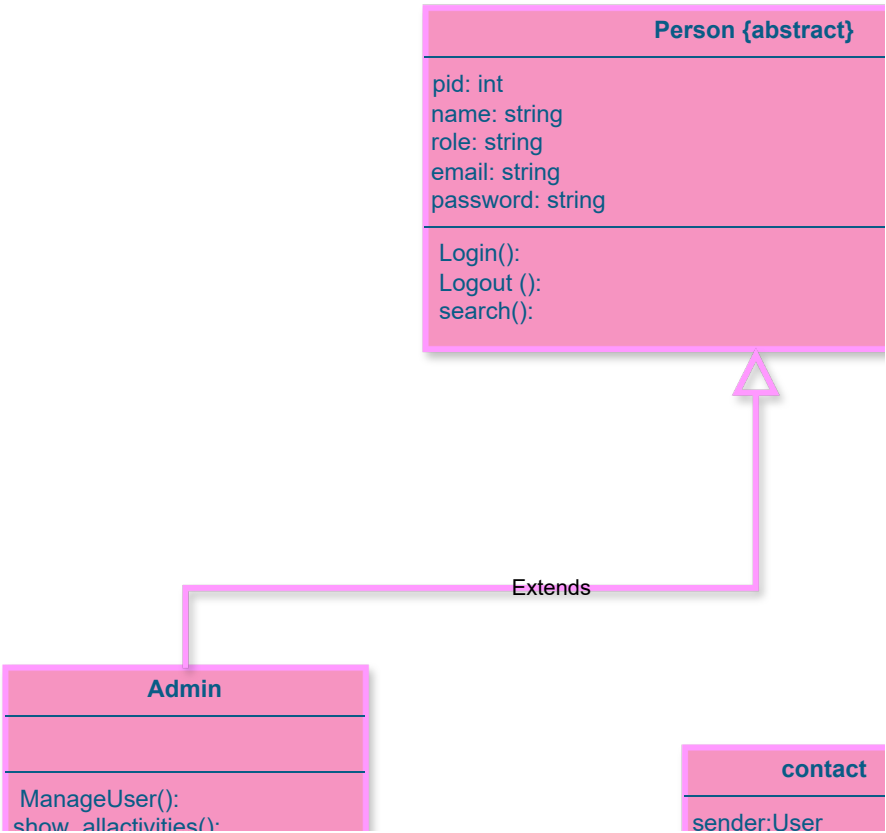 Person {abstract}
pid: int
name: string
role: string
email: string
password: string
Login():
Logout ():
search():
Extends
Admin
ManageUser():
show_allactivities():
contact
sender:User